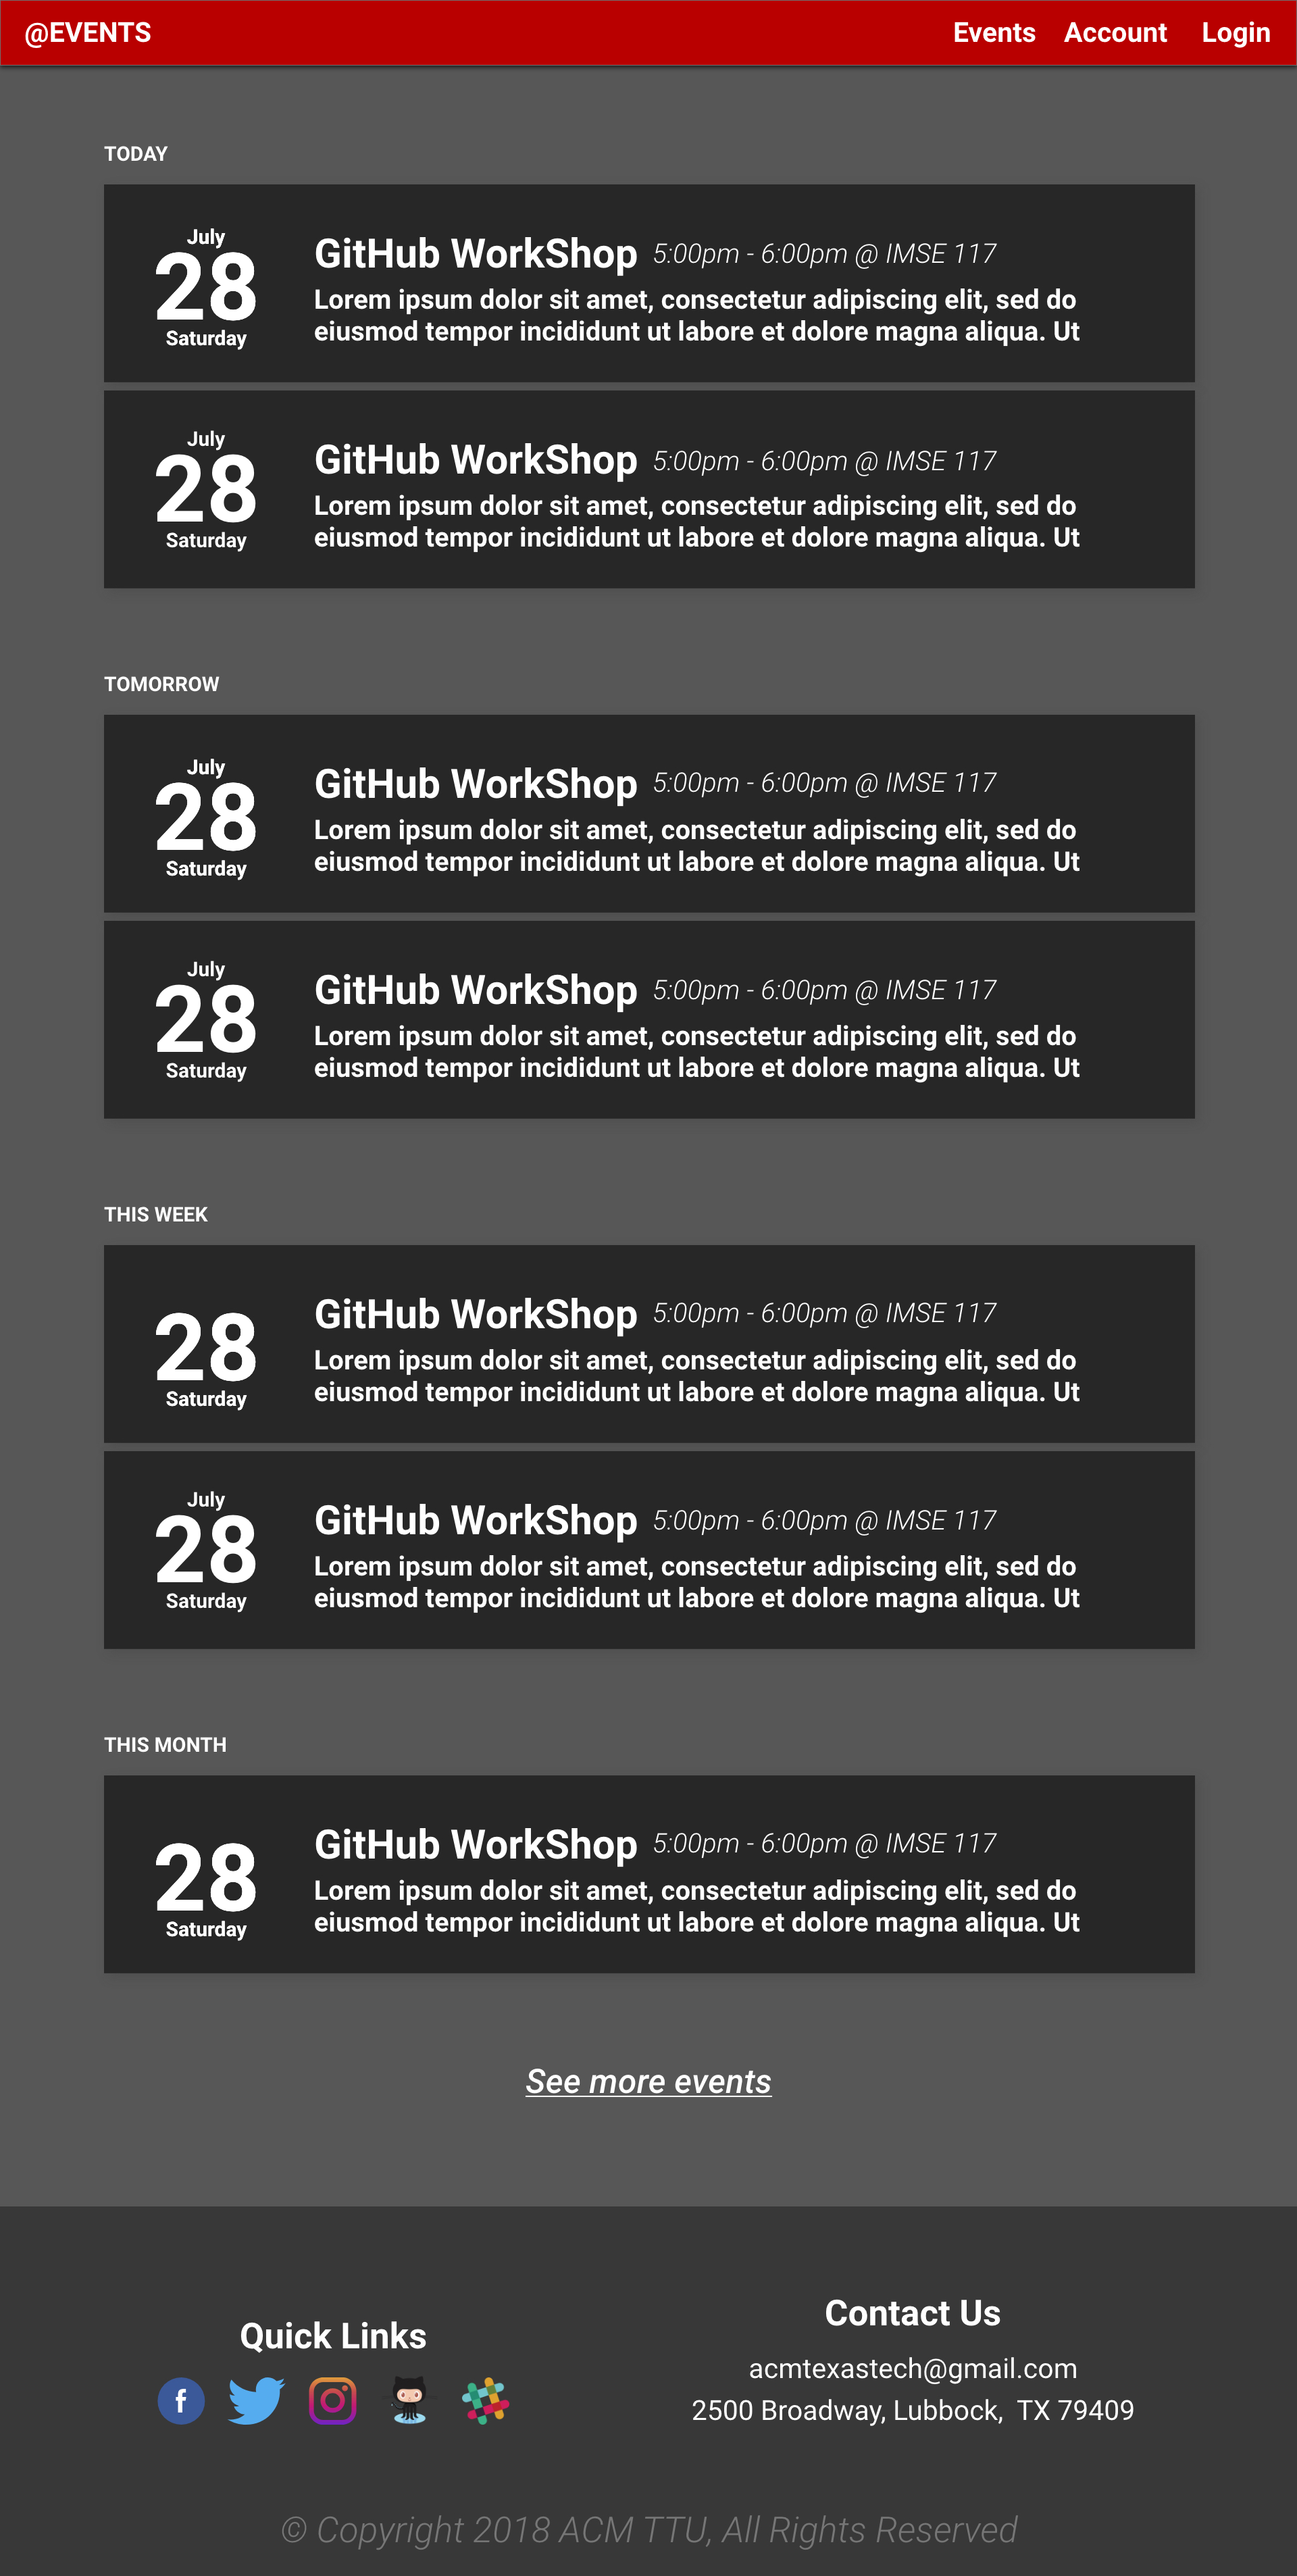 @EVENTS
Events Account Login
TODAY
July
28
Saturday
GitHub WorkShop 5:00pm - 6:00pm @ IMSE 117
Lorem ipsum dolor sit amet, consectetur adipiscing elit, sed do
eiusmod tempor incididunt ut labore et dolore magna aliqua. Ut
July
28
Saturday
GitHub WorkShop 5:00pm - 6:00pm @ IMSE 117
Lorem ipsum dolor sit amet, consectetur adipiscing elit, sed do
eiusmod tempor incididunt ut labore et dolore magna aliqua. Ut
TOMORROW
July
28
Saturday
GitHub WorkShop 5:00pm - 6:00pm @ IMSE 117
Lorem ipsum dolor sit amet, consectetur adipiscing elit, sed do
eiusmod tempor incididunt ut labore et dolore magna aliqua. Ut
July
28
Saturday
GitHub WorkShop 5:00pm - 6:00pm @ IMSE 117
Lorem ipsum dolor sit amet, consectetur adipiscing elit, sed do
eiusmod tempor incididunt ut labore et dolore magna aliqua. Ut
THIS WEEK
28
Saturday
GitHub WorkShop 5:00pm - 6:00pm @ IMSE 117
Lorem ipsum dolor sit amet, consectetur adipiscing elit, sed do
eiusmod tempor incididunt ut labore et dolore magna aliqua. Ut
July
28
Saturday
GitHub WorkShop 5:00pm - 6:00pm @ IMSE 117
Lorem ipsum dolor sit amet, consectetur adipiscing elit, sed do
eiusmod tempor incididunt ut labore et dolore magna aliqua. Ut
THIS MONTH
28
Saturday
GitHub WorkShop 5:00pm - 6:00pm @ IMSE 117
Lorem ipsum dolor sit amet, consectetur adipiscing elit, sed do
eiusmod tempor incididunt ut labore et dolore magna aliqua. Ut
See more events
Quick Links
Contact Us
acmtexastech@gmail.com
2500 Broadway, Lubbock, TX 79409
© Copyright 2018 ACM TTU, All Rights Reserved